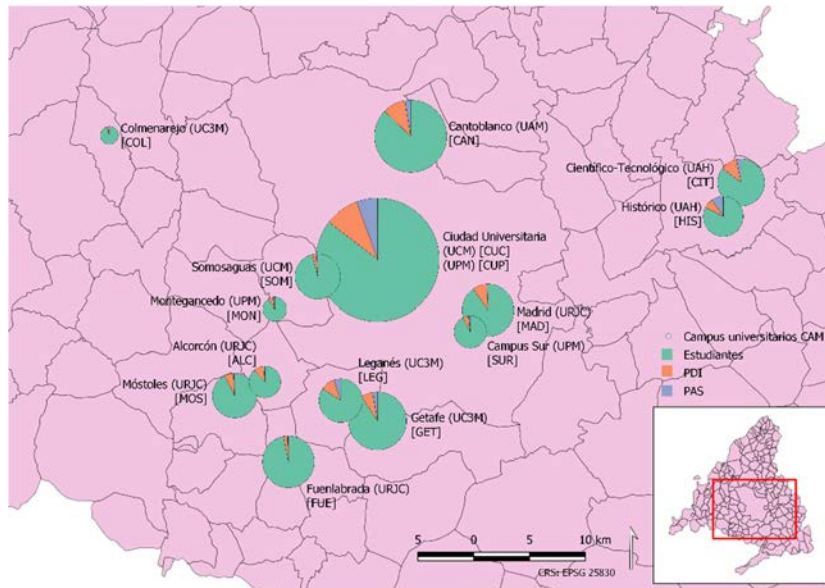 Colmenarejo (UC3M)
[COL]
Cantoblanco (UAM)
[CAN]
Científico-Tecnológico (UAH)
[CIT]
Histórico (UAH)
[HIS]
Ciudad Universitaria
(UCM) [CUC]
(UPM) [CUP]
Somosaguas (UCM)
[SOM]
Montegancedo (UPM)
[MON]
Madrid (URJC)
[MAD]
Campus Sur (UPM)
[SUR]
Alcorcón (URJC)
[ALC]
Móstoles (URJC)
[MOS]
Leganés (UC3M)
[LEG]
Getafe (UC3M)
[GET]
Fuenlabrada (URJC)
[FUE]
Campus universitarios CAM
Estudiantes
PDI
PAS
5 0 5 10 km
CRS: EPSG 25830